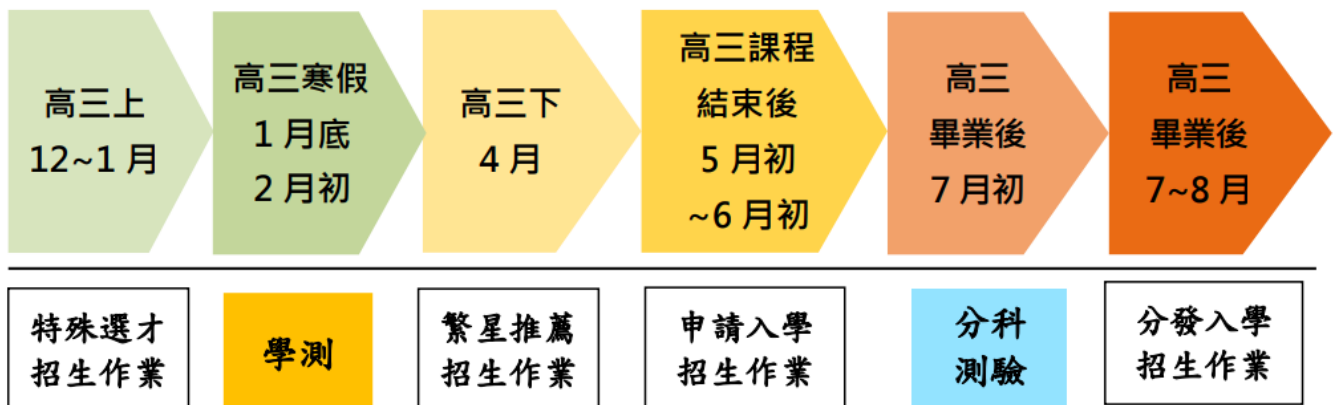 高三上
12~1 月
高三寒假
1 月底
2 月初
高三下
4 月
高三課程
結束後
5 月初
~6 月初
高三
畢業後
7 月初
高三
畢業後
7~8 月
特殊選才
招生作業
學測
繁星推薦
招生作業
申請入學
招生作業
分科
測驗
分發入學
招生作業